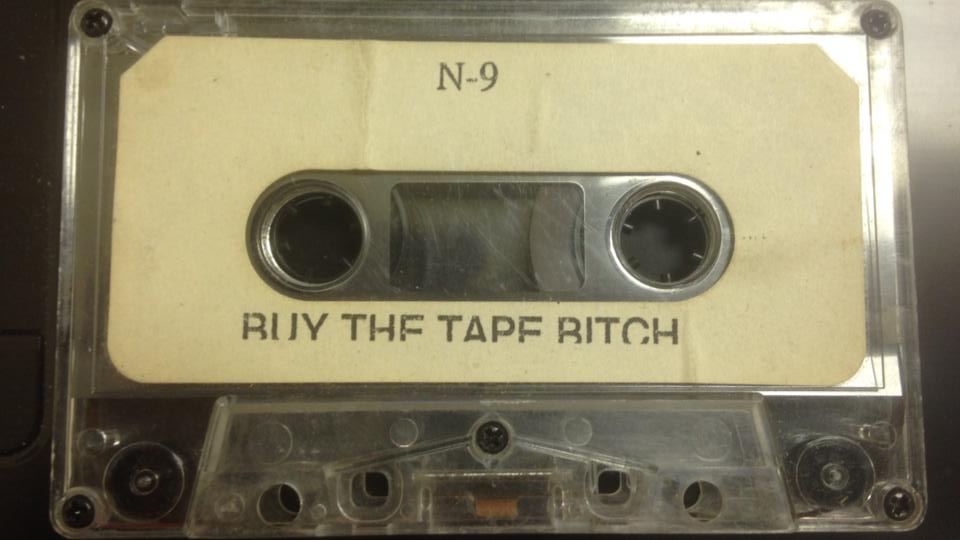 N-9
BUY THE TAPE BITCH